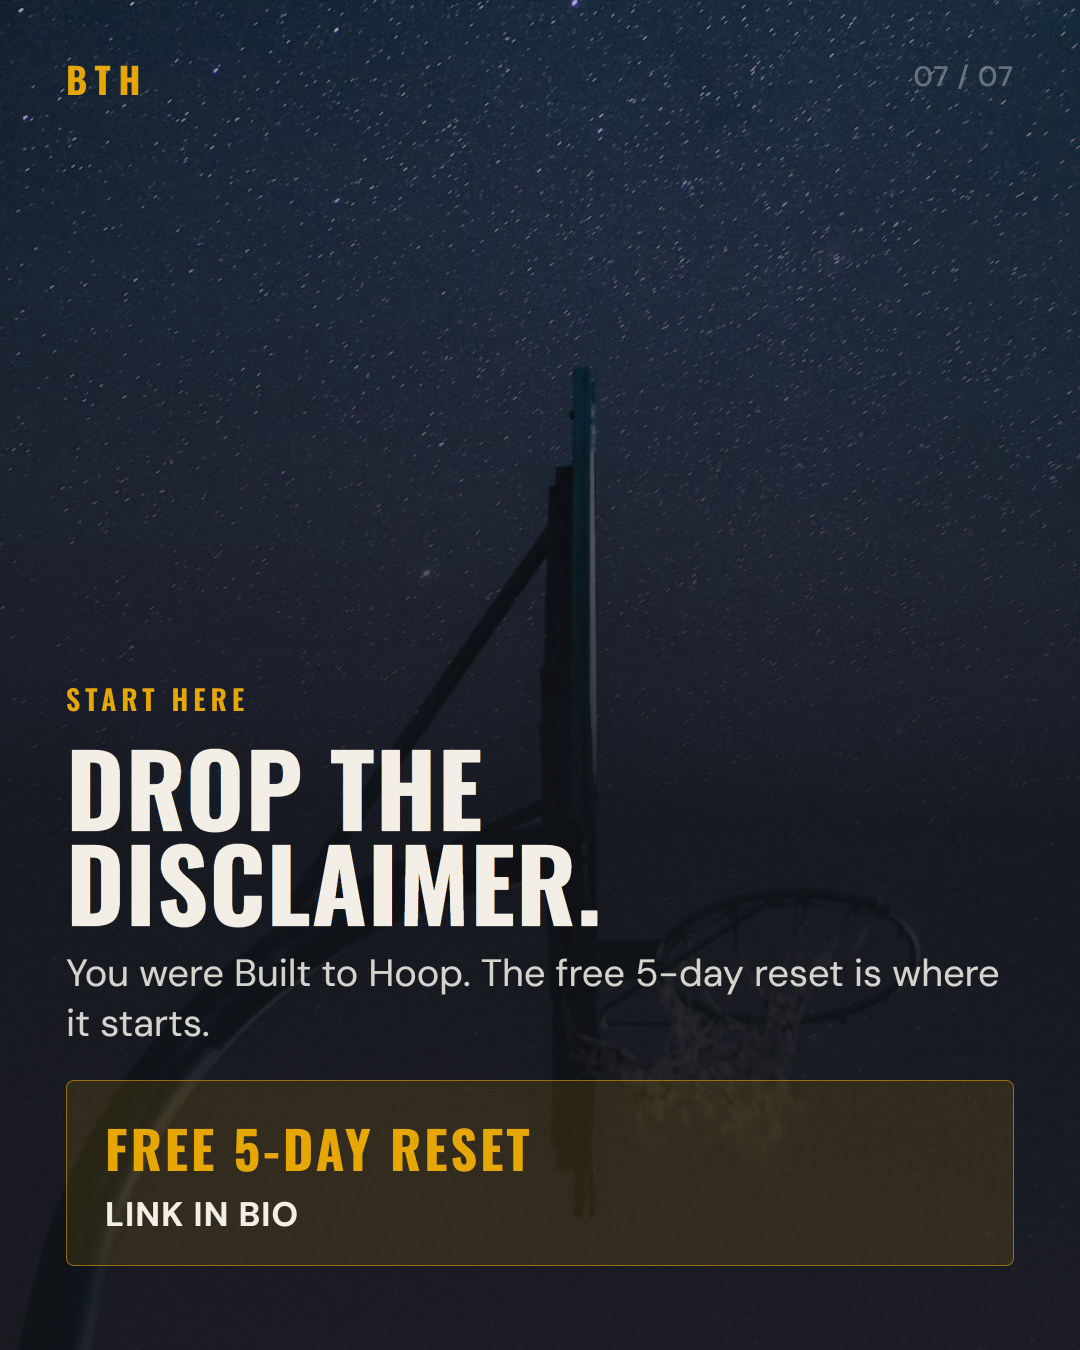 BTH
07 / 07
START HERE
DROP THE
DISCLAIMER.
You were Built to Hoop. The free 5-day reset is where
it starts.
FREE 5-DAY RESET
LINK IN BIO